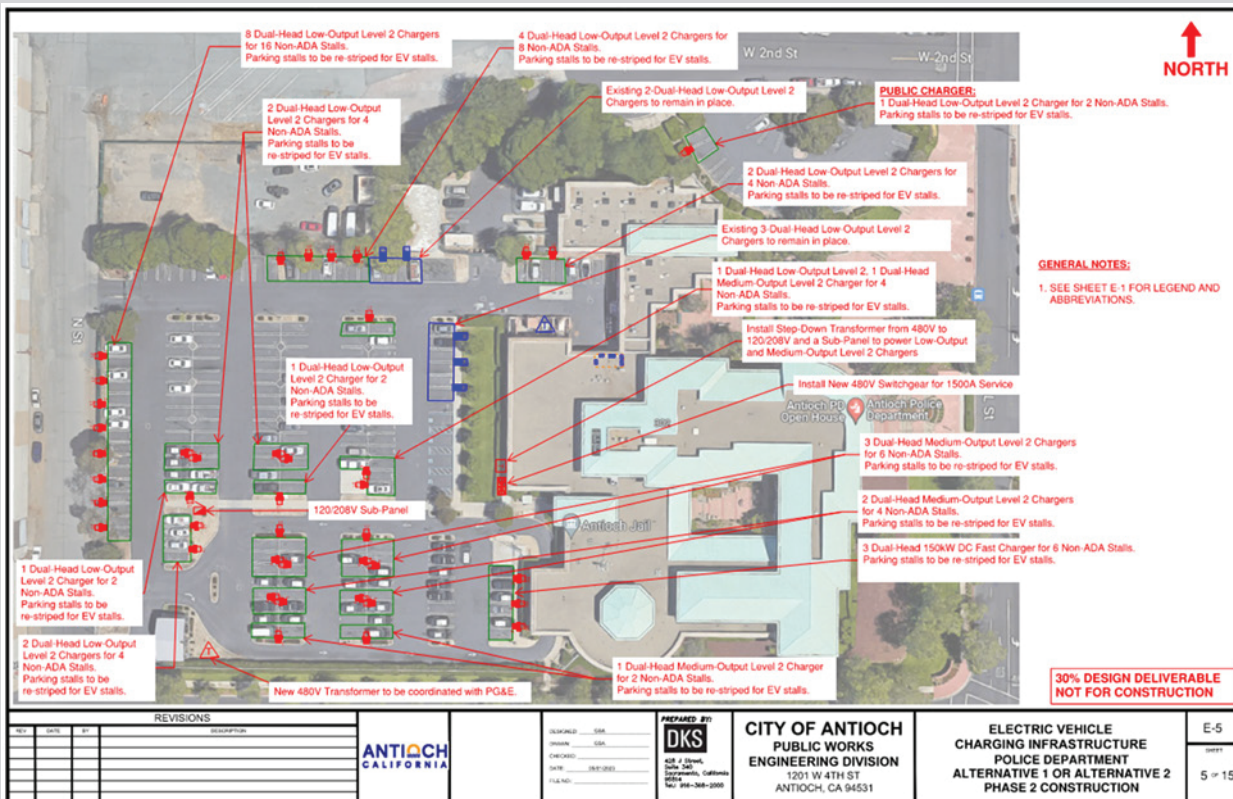 8 Dual-Head Low-Output Level 2 Chargers
for 16 Non-ADA Stalls.
Parking stalls to be re-striped for EV stalls.
4 Dual-Head Low-Output Level 2 Chargers for
8 Non-ADA Stalls.
Parking stalls to be re-striped for EV stalls.
W 2nd St
W 2nd St
NORTH
Existing 2-Dual-Head Low-Output Level 2
Chargers to remain in place.
PUBLIC CHARGER:
1 Dual-Head Low-Output Level 2 Charger for 2 Non-ADA Stalls.
Parking stalls to be re-striped for EV stalls.
2 Dual-Head Low-Output
Level 2 Chargers for 4
Non-ADA Stalls.
Parking stalls to be
re-striped for EV stalls.
2 Dual-Head Low-Output Level 2 Chargers for
4 Non-ADA Stalls.
Parking stalls to be re-striped for EV stalls.
Existing 3-Dual-Head Low-Output Level 2
Chargers to remain in place.
1 Dual-Head Low-Output Level 2, 1 Dual-Head
Medium-Output Level 2 Charger for 4
Non-ADA Stalls.
Parking stalls to be re-striped for EV stalls.
GENERAL NOTES:
1. SEE SHEET E-1 FOR LEGEND AND
ABBREVIATIONS.
N St
L St
T
Install Step-Down Transformer from 480V to
120/208V and a Sub-Panel to power Low-Output
and Medium-Output Level 2 Chargers
1 Dual-Head Low-Output
Level 2 Charger for 2
Non-ADA Stalls.
Parking stalls to be
re-striped for EV stalls.
Install New 480V Switchgear for 1500A Service
Antioch PD
Open House
Antioch Police
Department
3 Dual-Head Medium-Output Level 2 Chargers
for 6 Non-ADA Stalls.
Parking stalls to be re-striped for EV stalls.
120/208V Sub-Panel
Antioch Jail
2 Dual-Head Medium-Output Level 2 Chargers
for 4 Non-ADA Stalls.
Parking stalls to be re-striped for EV stalls.
3 Dual-Head 150kW DC Fast Charger for 6 Non-ADA Stalls.
Parking stalls to be re-striped for EV stalls.
1 Dual-Head Low-Output
Level 2 Charger for 2
Non-ADA Stalls.
Parking stalls to be
re-striped for EV stalls.
2 Dual-Head Low-Output
Level 2 Chargers for 4
Non-ADA Stalls.
Parking stalls to be
re-striped for EV stalls.
T
New 480V Transformer to be coordinated with PG&E.
1 Dual-Head Medium-Output Level 2 Charger
for 2 Non-ADA Stalls.
Parking stalls to be re-striped for EV stalls.
30% DESIGN DELIVERABLE
NOT FOR CONSTRUCTION
REVISIONS
REV DATE BY DESCRIPTION
ANTIOCH
CALIFORNIA
DESIGNED:
DRAWN:
CHECKED:
DATE:
FILE NO.:
PREPARED BY:
DKS
428 J Street,
Suite 340
Sacramento, California
95814
CITY OF ANTIOCH
PUBLIC WORKS
ENGINEERING DIVISION
1201 W 4TH ST
ANTIOCH, CA 94531
ELECTRIC VEHICLE
CHARGING INFRASTRUCTURE
POLICE DEPARTMENT
ALTERNATIVE 1 OR ALTERNATIVE 2
PHASE 2 CONSTRUCTION
E-5
SHEET
5 OF 15